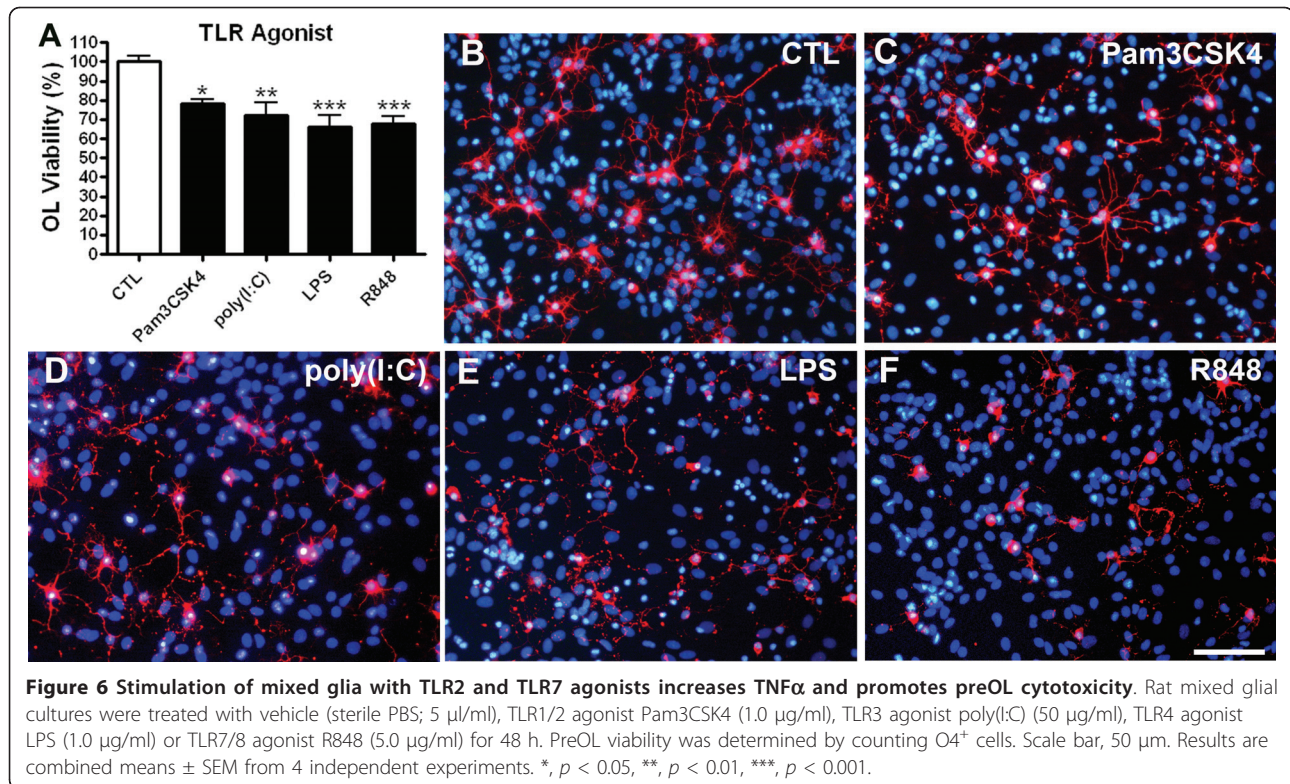 A
TLR Agonist
OL Viability (%)
110
100
90
80
70
60
50
40
30
20
10
0
*
**
***
***
CTL
Pam3CSK4
poly(I:C)
LPS
R848
B
CTL
C
Pam3CSK4
D
poly(I:C)
E
LPS
F
R848
Figure 6 Stimulation of mixed glia with TLR2 and TLR7 agonists increases TNFα and promotes preOL cytotoxicity. Rat mixed glial
cultures were treated with vehicle (sterile PBS; 5 μl/ml), TLR1/2 agonist Pam3CSK4 (1.0 μg/ml), TLR3 agonist poly(I:C) (50 μg/ml), TLR4 agonist
LPS (1.0 μg/ml) or TLR7/8 agonist R848 (5.0 μg/ml) for 48 h. PreOL viability was determined by counting O4⁺ cells. Scale bar, 50 μm. Results are
combined means ± SEM from 4 independent experiments. *, p < 0.05, **, p < 0.01, ***, p < 0.001.